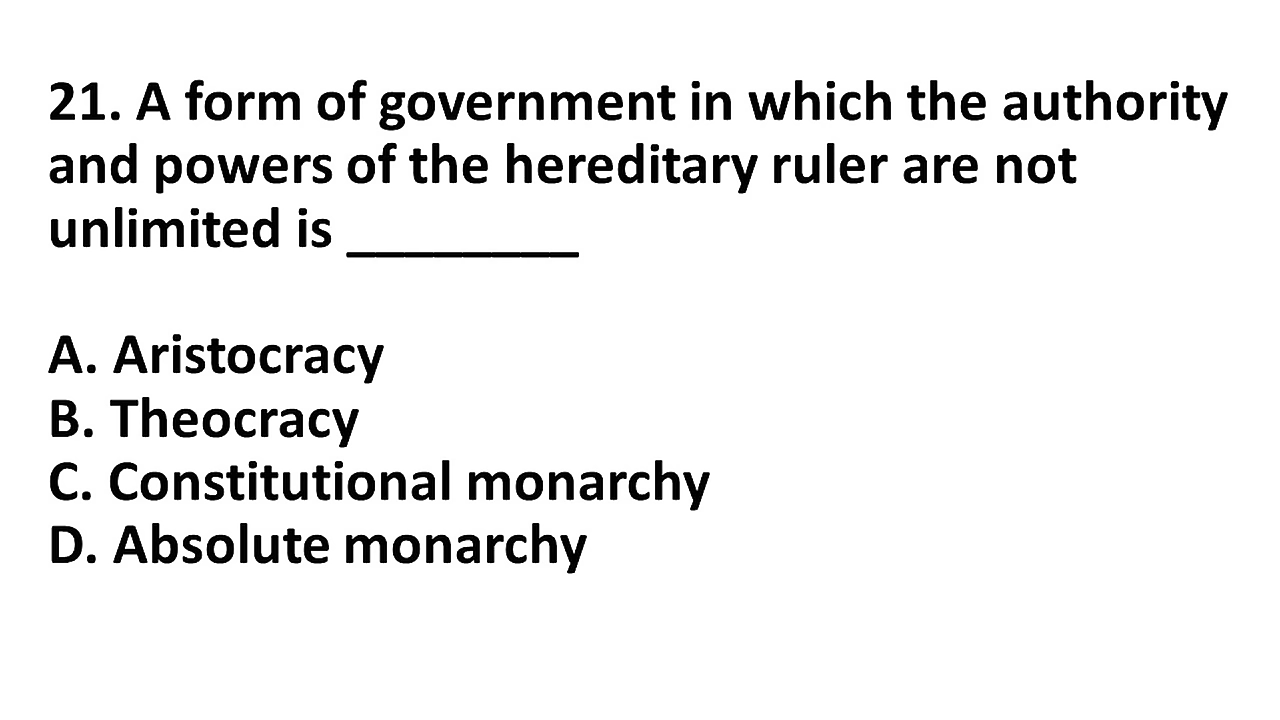 21. A form of government in which the authority
and powers of the hereditary ruler are not
unlimited is ________
A. Aristocracy
B. Theocracy
C. Constitutional monarchy
D. Absolute monarchy